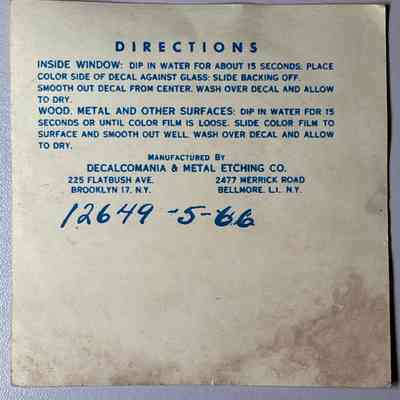 DIRECTIONS
INSIDE WINDOW: DIP IN WATER FOR ABOUT 15 SECONDS: PLACE
COLOR SIDE OF DECAL AGAINST GLASS: SLIDE BACKING OFF.
SMOOTH OUT DECAL FROM CENTER. WASH OVER DECAL AND ALLOW
TO DRY.
WOOD, METAL AND OTHER SURFACES: DIP IN WATER FOR 15
SECONDS OR UNTIL COLOR FILM IS LOOSE. SLIDE COLOR FILM TO
SURFACE AND SMOOTH OUT WELL. WASH OVER DECAL AND ALLOW
TO DRY.
MANUFACTURED BY
DECALCOMANIA & METAL ETCHING CO.
225 FLATBUSH AVE. 2477 MERRICK ROAD
BROOKLYN 17, N.Y. BELLMORE, L.I., N.Y.
12649-5-66